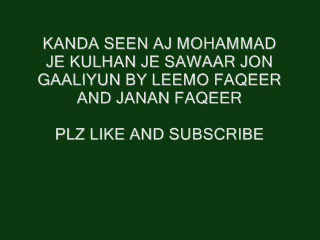 KANDA SEEN AJ MOHAMMAD
JE KULHAN JE SAWAAR JON
GAALIYUN BY LEEMO FAQEER
AND JANAN FAQEER
PLZ LIKE AND SUBSCRIBE